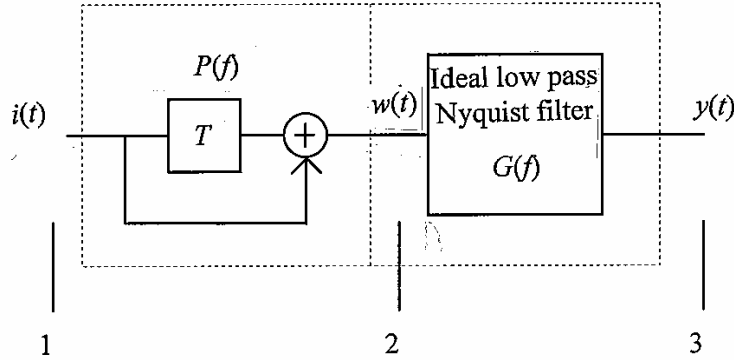 P(f)
i(t)
T
+
w(t)
Ideal low pass
Nyquist filter
G(f)
y(t)
1
2
3